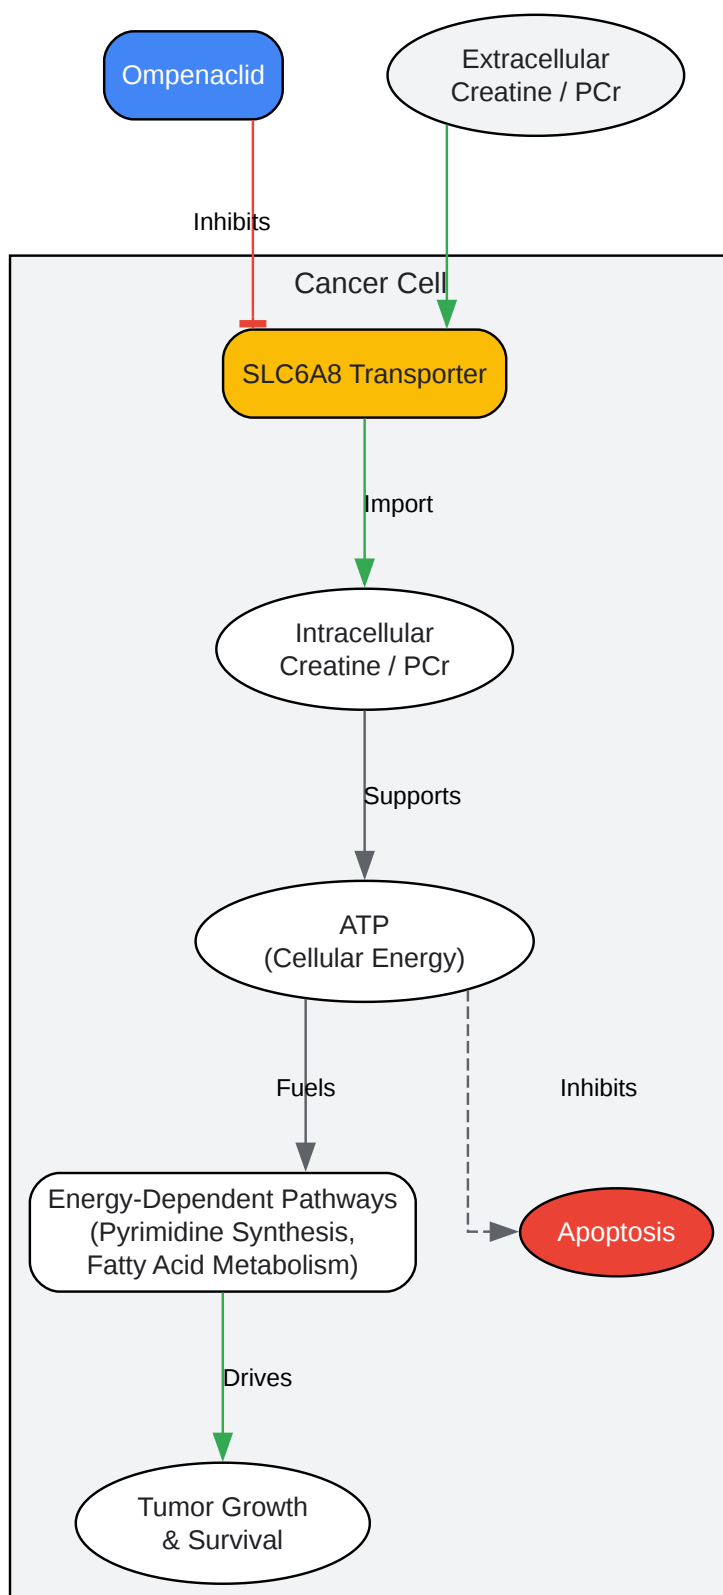 Ompenaclid
Extracellular
Creatine / PCr
Inhibits
Cancer Cell
SLC6A8 Transporter
Import
Intracellular
Creatine / PCr
Supports
ATP
(Cellular Energy)
Fuels
Inhibits
Energy-Dependent Pathways
(Pyrimidine Synthesis,
Fatty Acid Metabolism)
Apoptosis
Drives
Tumor Growth
& Survival